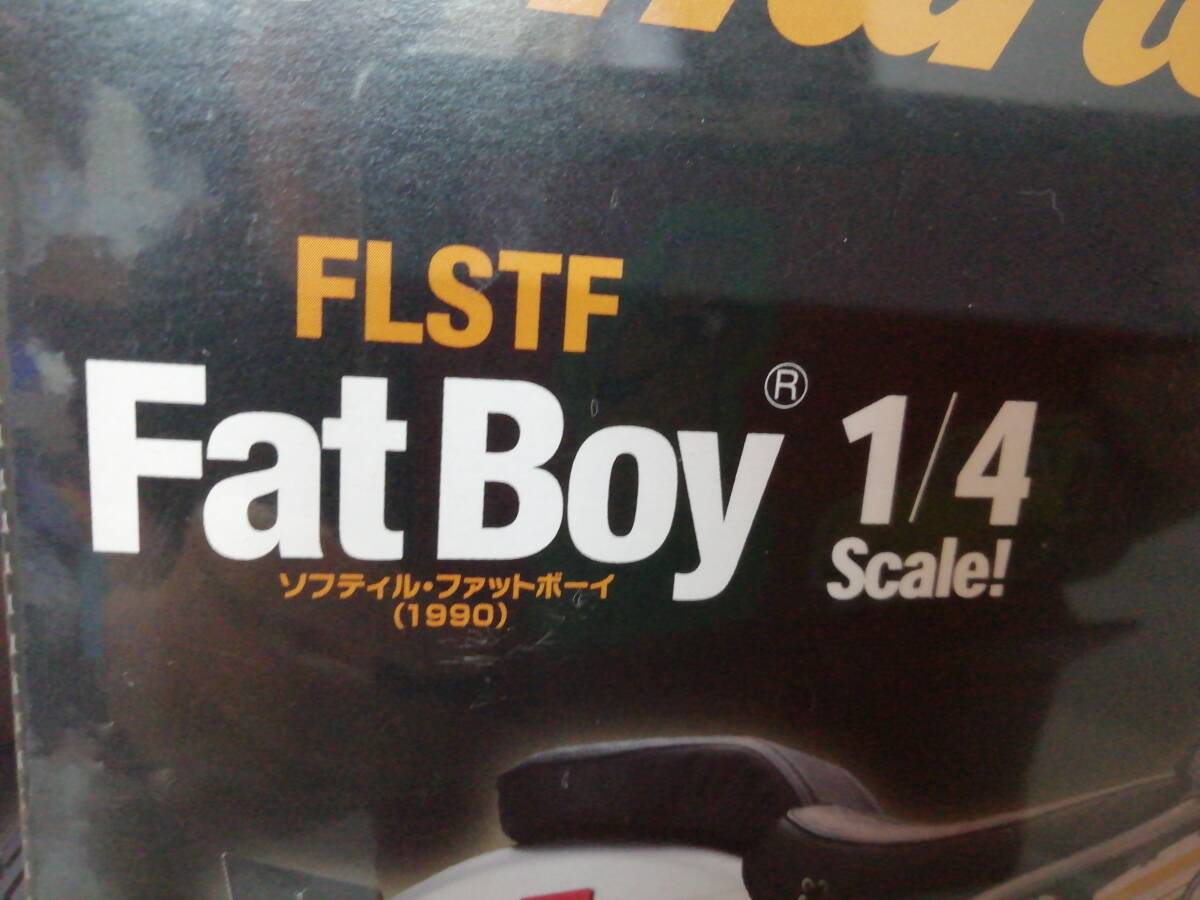 FLSTF
Fat Boy® 1/4
Scale!
ソフティル・ファットボーイ
(1990)